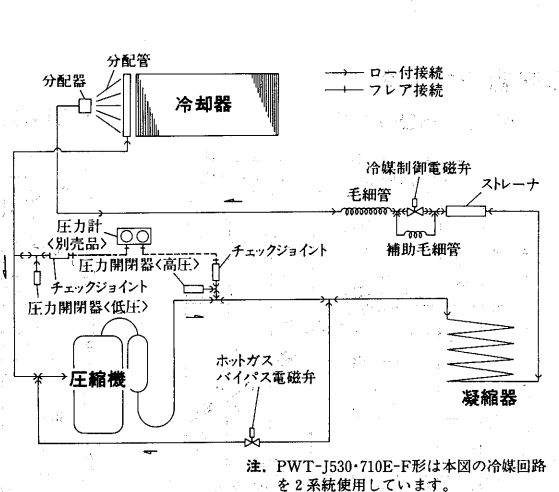 分配管
分配器
冷却器
ロー付接続
フレア接続
冷媒制御電磁弁
毛細管
ストレーナ
補助毛細管
圧力計
<別売品>
チェックジョイント
圧力開閉器<高圧>
チェックジョイント
圧力開閉器<低圧>
圧縮機
ホットガス
バイパス電磁弁
凝縮器
注. PWT-J530・710E-F形は本図の冷媒回路
を2系統使用しています。